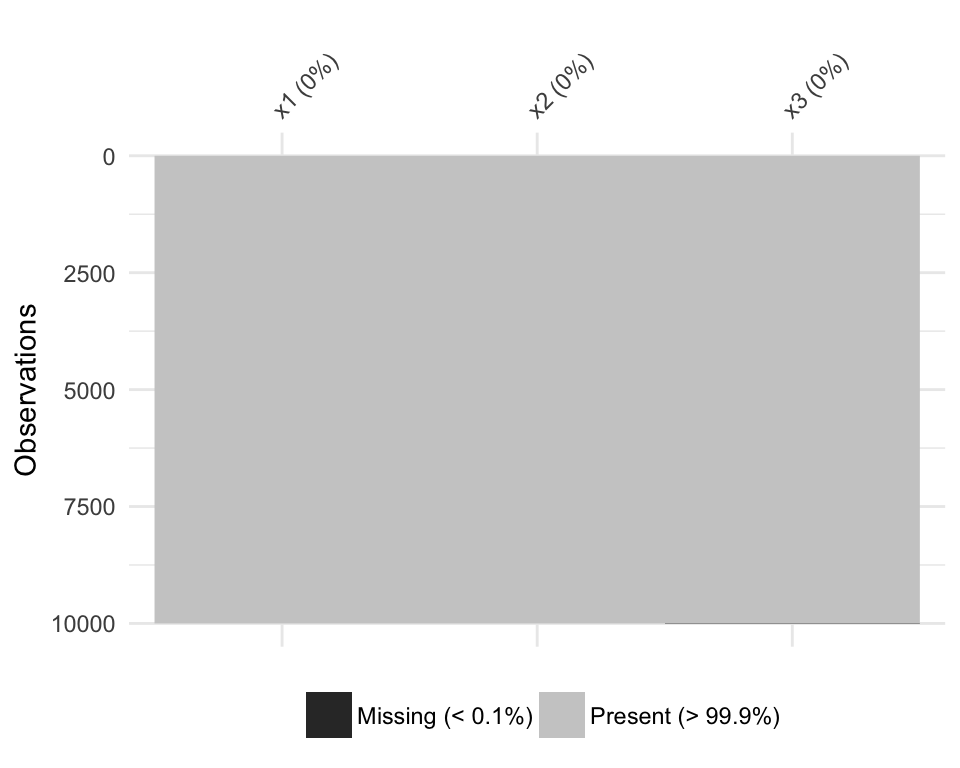 x1 (0%)
x2 (0%)
x3 (0%)
0
2500
5000
7500
10000
Observations
Missing (< 0.1%)
Present (> 99.9%)